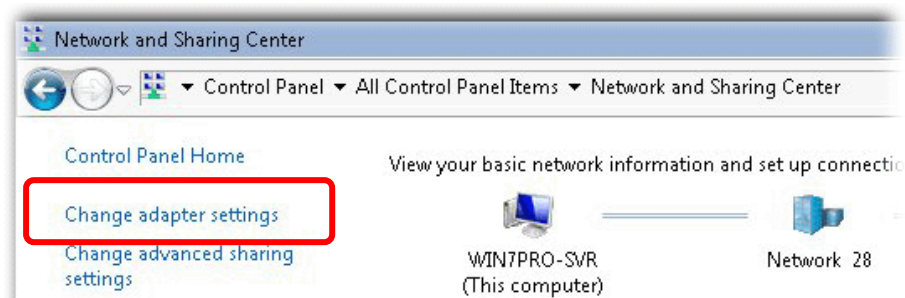 Network and Sharing Center
Control Panel All Control Panel Items Network and Sharing Center
Control Panel Home
View your basic network information and set up
Change adapter settings
Change advanced sharing
settings
WIN7PRO-SVR
(This computer)
Network 28